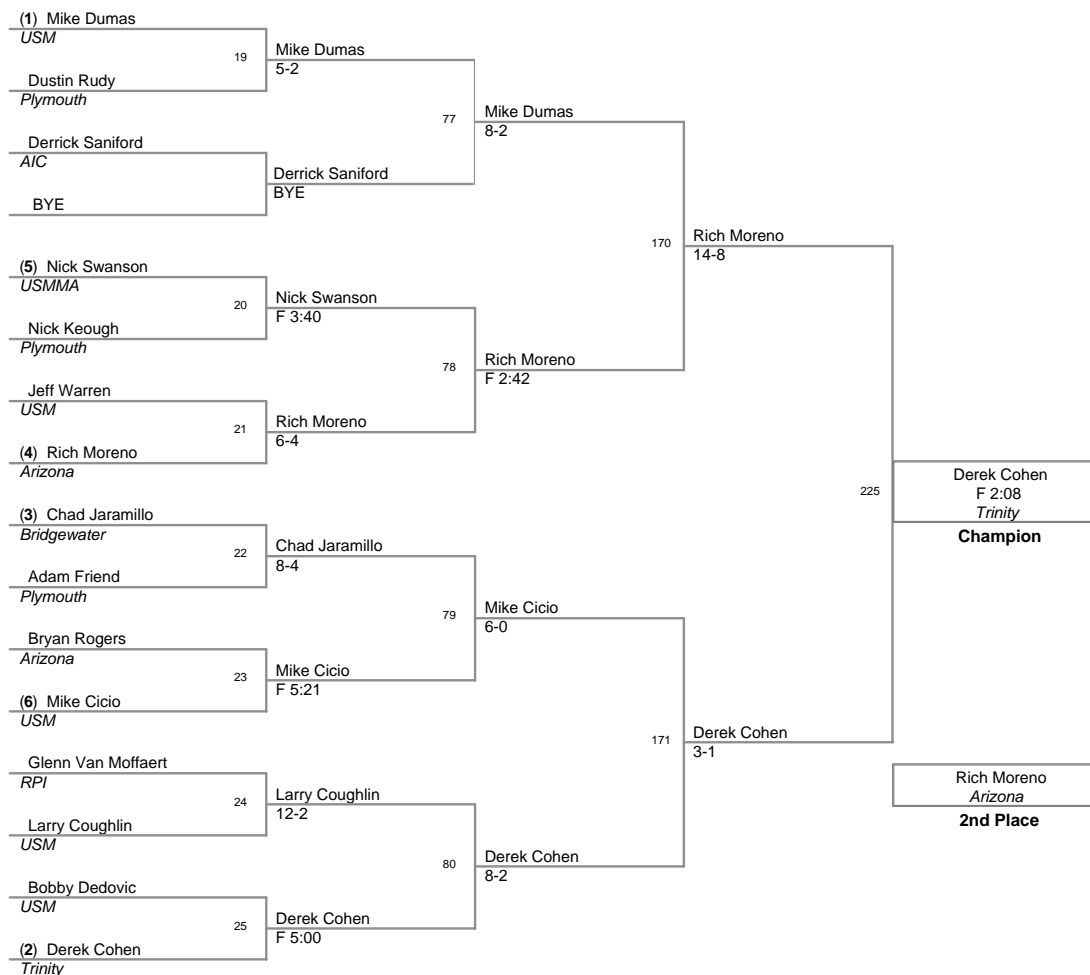 (1) Mike Dumas
USM
Dustin Rudy
Plymouth
Derrick Saniford
AIC
BYE
(5) Nick Swanson
USMMA
Nick Keough
Plymouth
Jeff Warren
USM
(4) Rich Moreno
Arizona
(3) Chad Jaramillo
Bridgewater
Adam Friend
Plymouth
Bryan Rogers
Arizona
(6) Mike Cicio
USM
Glenn Van Moffaert
RPI
Larry Coughlin
USM
Bobby Dedovic
USM
(2) Derek Cohen
Trinity
19
Mike Dumas
5-2
Derrick Saniford
BYE
20
Nick Swanson
F 3:40
21
Rich Moreno
6-4
22
Chad Jaramillo
8-4
23
Mike Cicio
F 5:21
24
Larry Coughlin
12-2
25
Derek Cohen
F 5:00
77
Mike Dumas
8-2
78
Rich Moreno
F 2:42
79
Mike Cicio
6-0
80
Derek Cohen
8-2
170
Rich Moreno
14-8
171
Derek Cohen
3-1
225
Derek Cohen
F 2:08
Trinity
Champion
Rich Moreno
Arizona
2nd Place